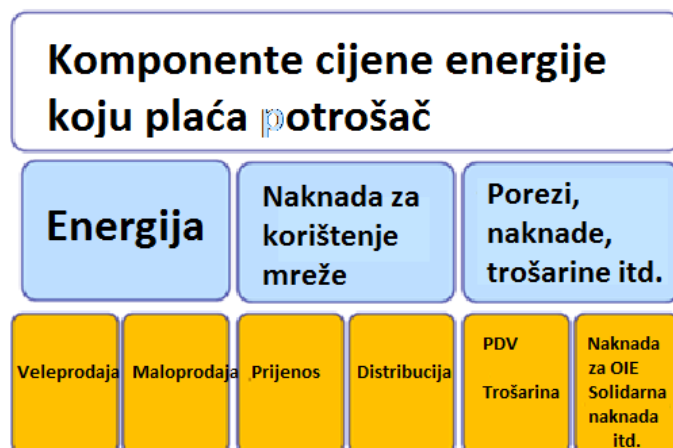 Komponente cijene energije
koju plaća potrošač
Energija
Naknada za
korištenje
mreže
Porezi,
naknade,
trošarine itd.
Veleprodaja
Maloprodaja
Prijenos
Distribucija
PDV
Trošarina
Naknada
za OIE
Solidarna
naknada
itd.